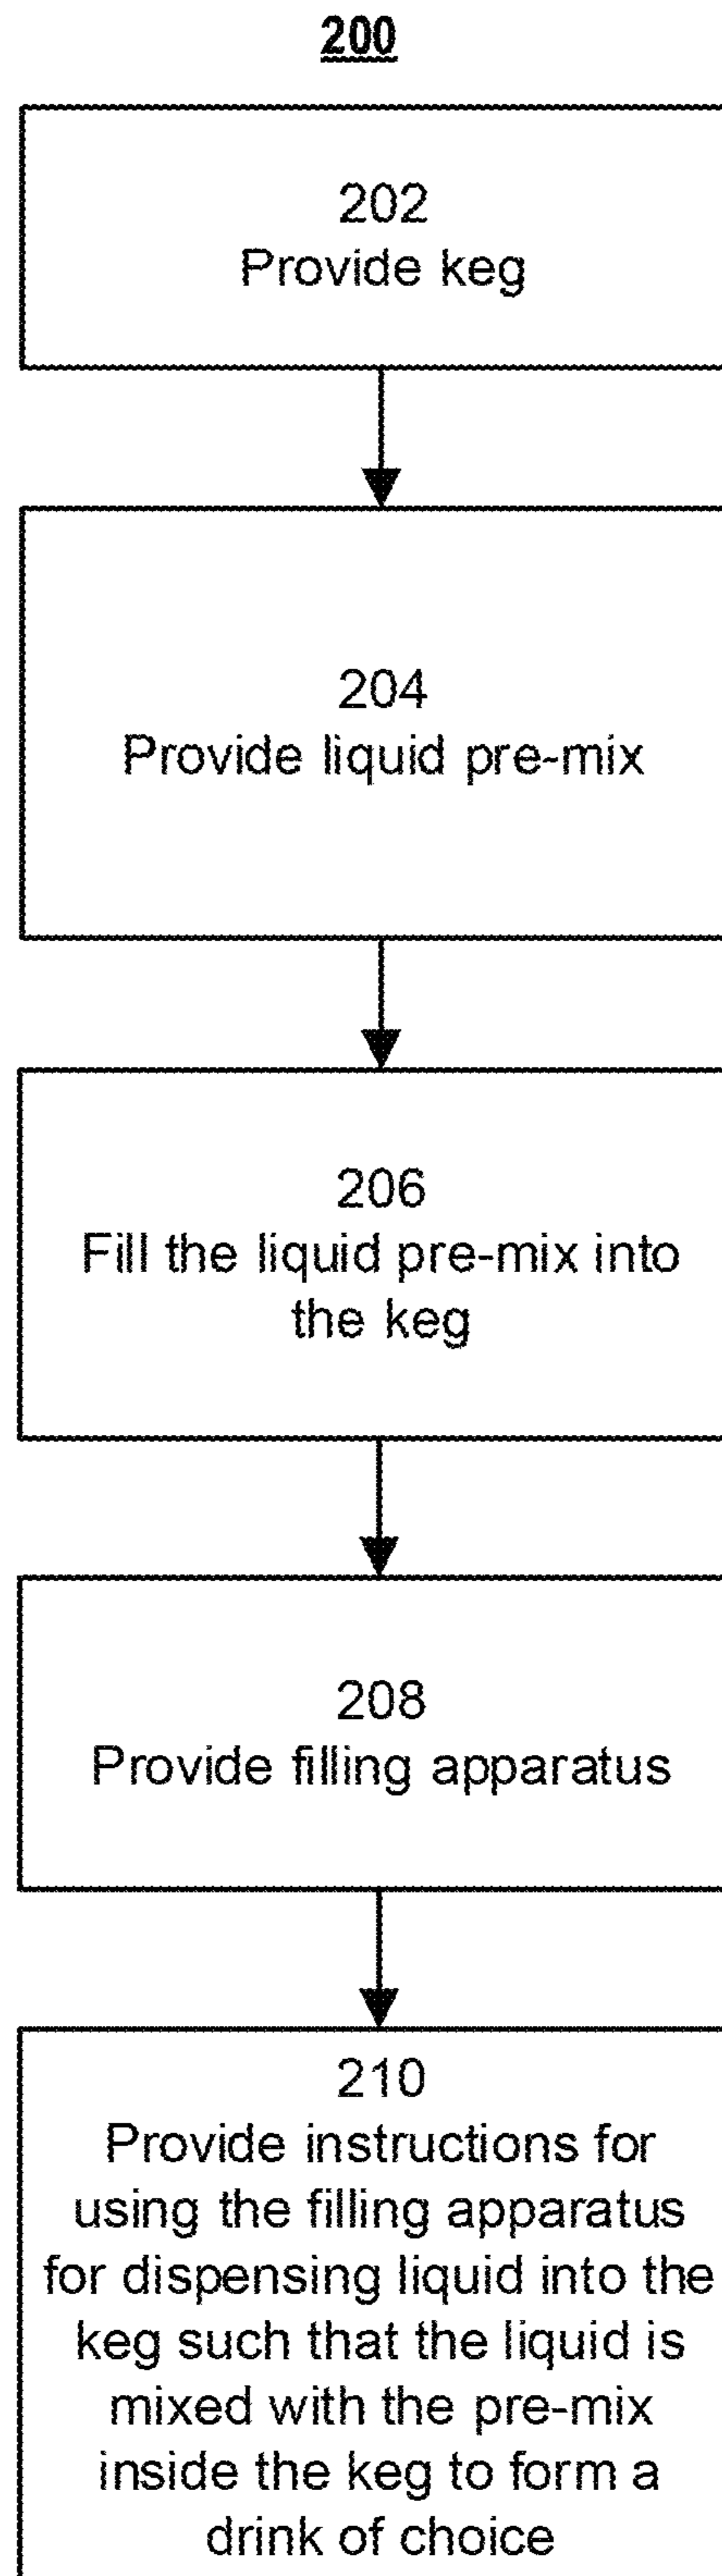 200
202
Provide keg
204
Provide liquid pre-mix
206
Fill the liquid pre-mix into
the keg
208
Provide filling apparatus
210
Provide instructions for
using the filling apparatus
for dispensing liquid into the
keg such that the liquid is
mixed with the pre-mix
inside the keg to form a
drink of choice